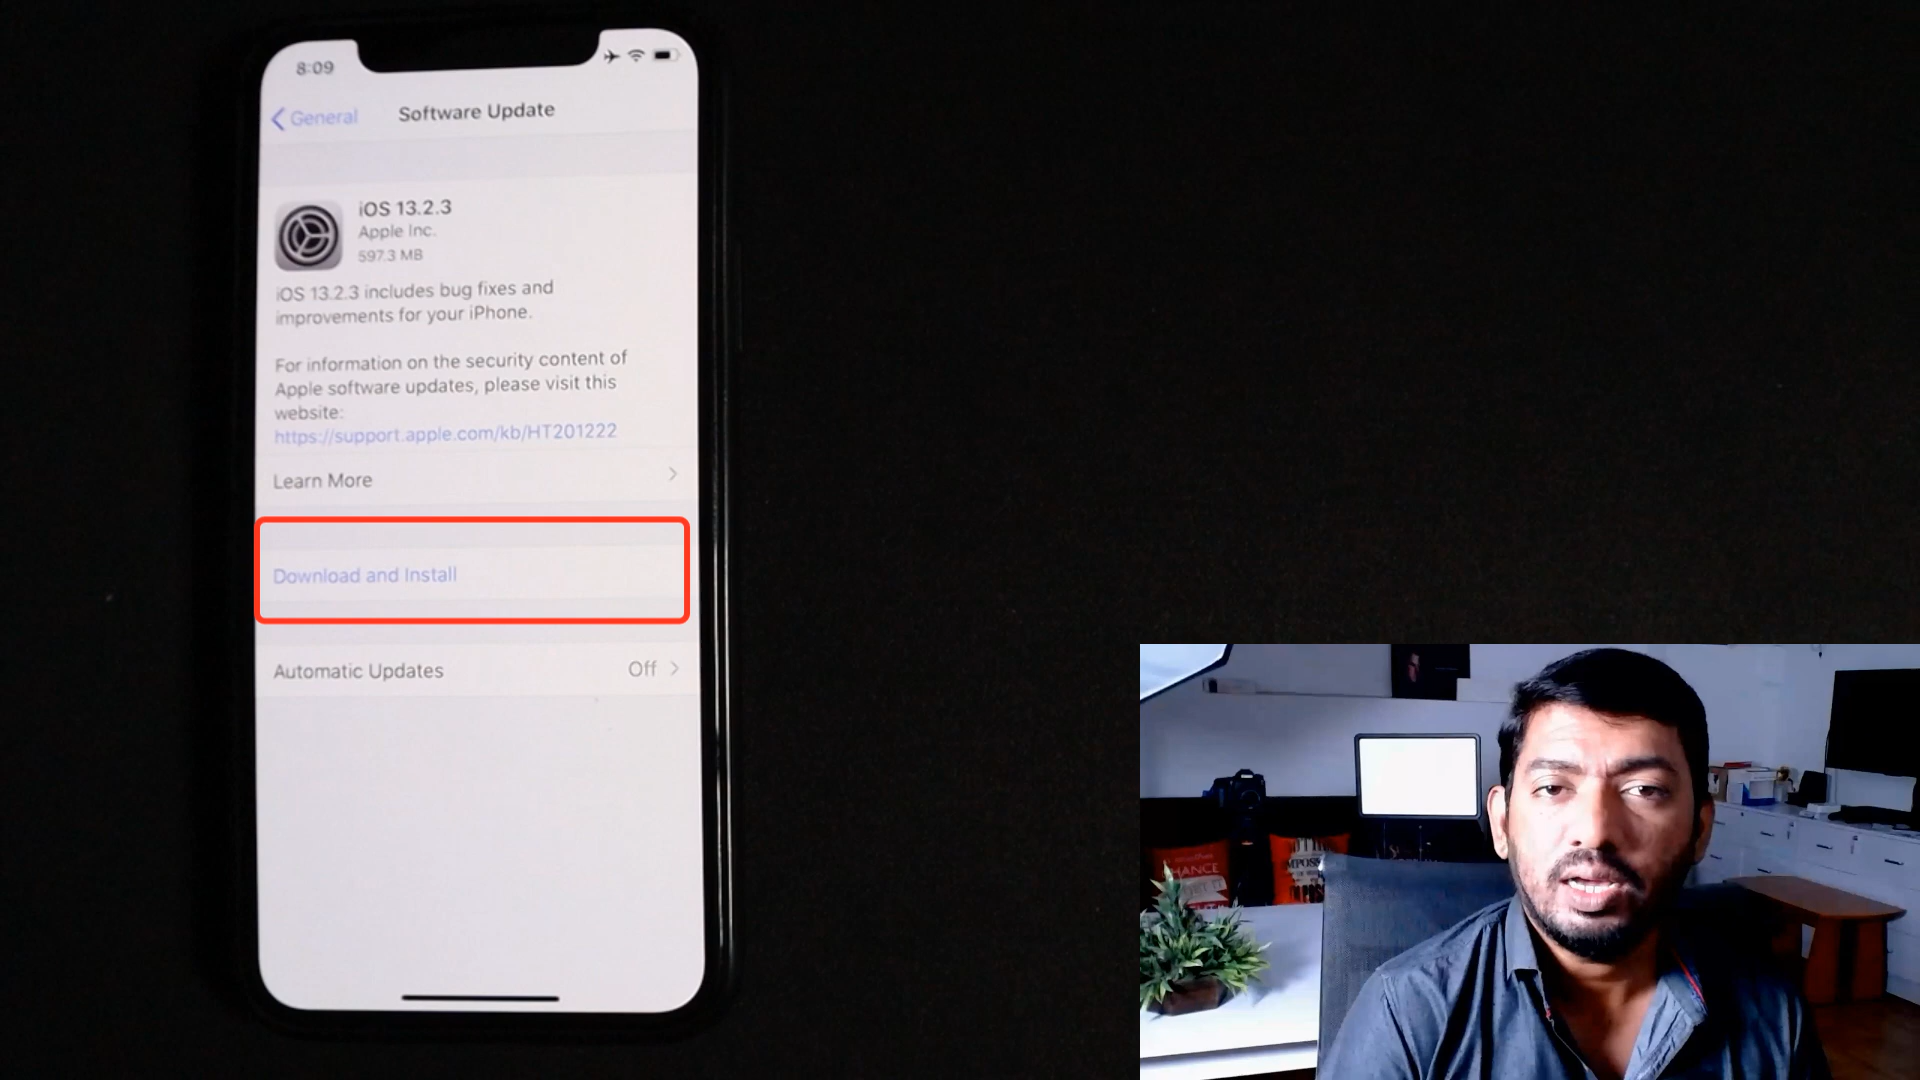 8:09
General
Software Update
iOS 13.2.3
Apple Inc.
597.3 MB
iOS 13.2.3 includes bug fixes and
improvements for your iPhone.
For information on the security content of
Apple software updates, please visit this
website:
https://support.apple.com/kb/HT201222
Learn More
Download and Install
Automatic Updates
Off